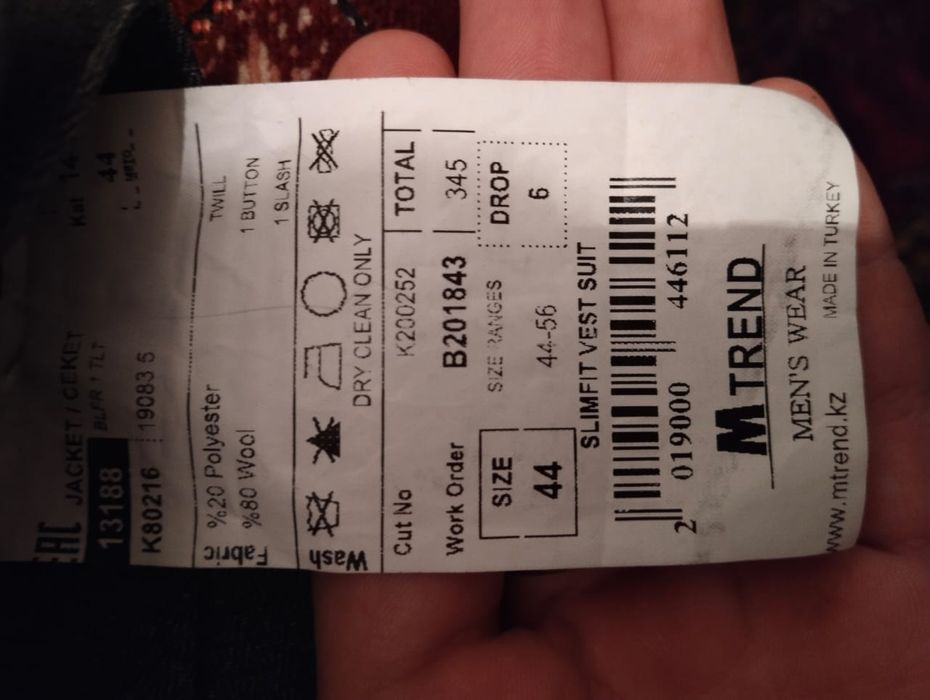 JACKET / CEKET
13188
K80216 19083 5
44
Fabric %20 Polyester TWILL
%80 Wool 1 BUTTON
1 SLASH
Wash
DRY CLEAN ONLY
Cut No K200252 TOTAL
Work Order B201843 345
SIZE SIZE RANGES DROP
44 44-56 6
SLIMFIT VEST SUIT
2 019000 446112
M TREND
MEN'S WEAR
www.mtrend.kz MADE IN TURKEY